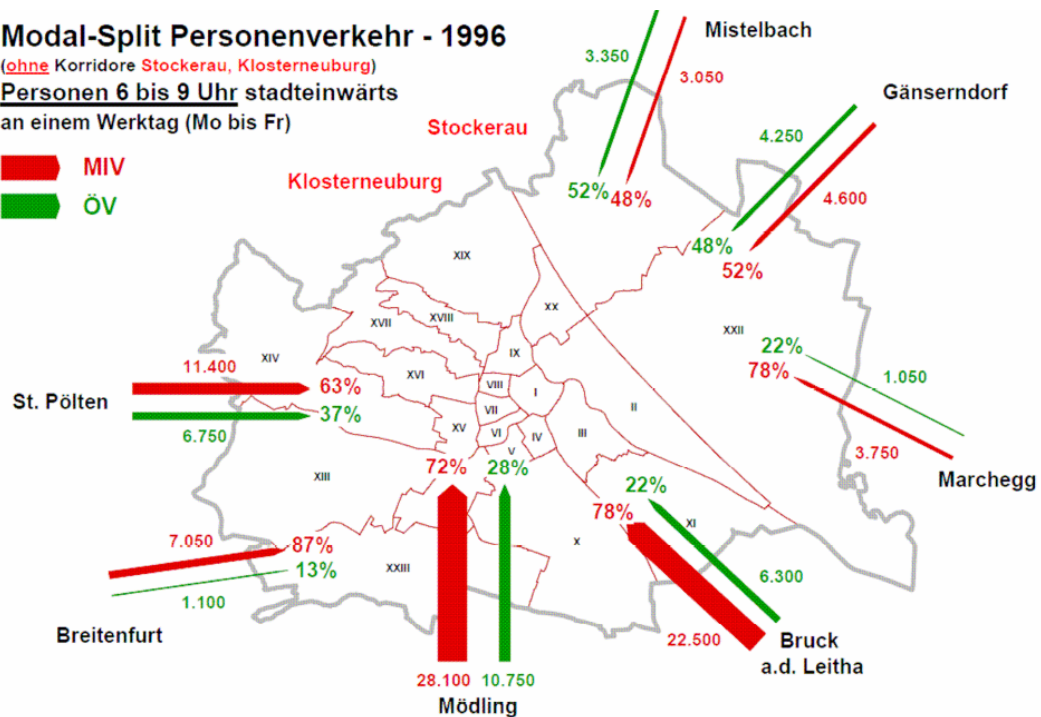 Modal-Split Personenverkehr - 1996
(ohne Korridore Stockerau, Klosterneuburg)
Personen 6 bis 9 Uhr stadteinwärts
an einem Werktag (Mo bis Fr)
MIV
ÖV
Stockerau
Klosterneuburg
Mistelbach
3.350
3.050
52%
48%
Gänserndorf
4.250
4.600
48%
52%
XIX
XX
XVIII
XVII
XXII
IX
XIV
XVI
VIII
I
II
VII
XV
VI
IV
V
III
XIII
XI
X
XXIII
22%
78%
1.050
3.750
Marchegg
11.400
63%
St. Pölten
37%
6.750
72%
28%
22%
78%
7.050
87%
13%
1.100
Breitenfurt
6.300
22.500
Bruck
a.d. Leitha
28.100
10.750
Mödling